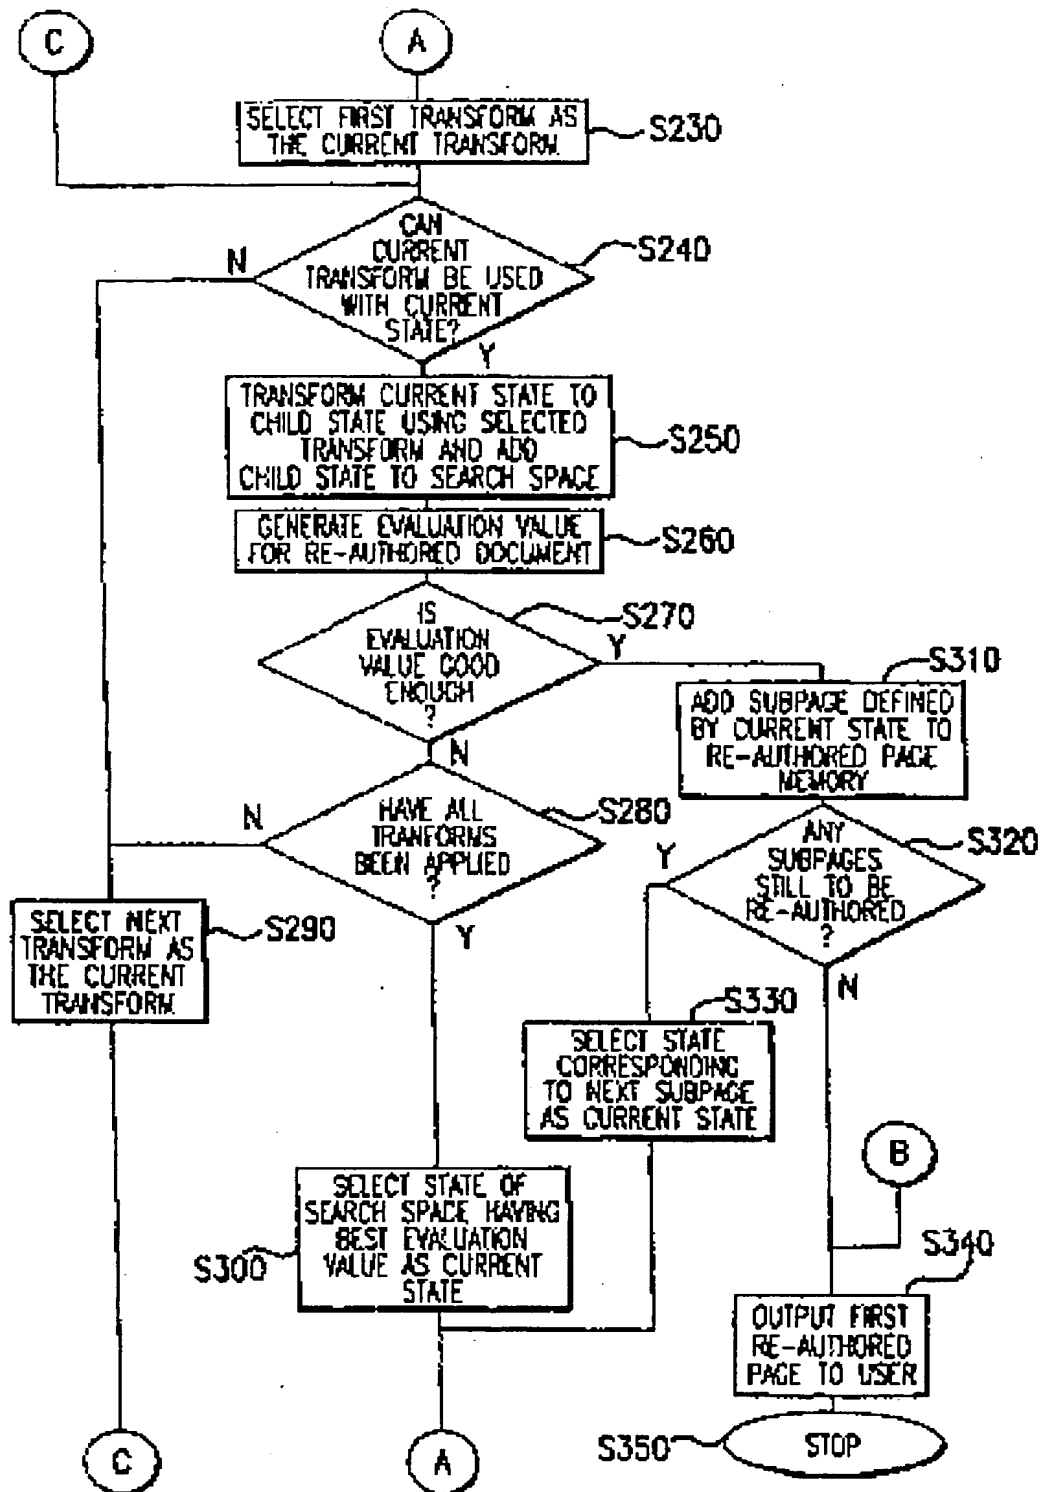 C
A
SELECT FIRST TRANSFORM AS
THE CURRENT TRANSFORM
S230
CAN
CURRENT
TRANSFORM BE USED
WITH CURRENT
STATE?
N
S240
Y
TRANSFORM CURRENT STATE TO
CHILD STATE USING SELECTED
TRANSFORM AND ADD
CHILD STATE TO SEARCH SPACE
S250
GENERATE EVALUATION VALUE
FOR RE-AUTHORED DOCUMENT
S260
IS
EVALUATION
VALUE GOOD
ENOUGH
?
S270
Y
N
S310
ADD SUBPAGE DEFINED
BY CURRENT STATE TO
RE-AUTHORED PAGE
MEMORY
HAVE ALL
TRANFORMS
BEEN APPLIED
?
N
S280
Y
ANY
SUBPAGES
STILL TO BE
RE-AUTHORED
?
S320
Y
N
SELECT NEXT
TRANSFORM AS
THE CURRENT
TRANSFORM
S290
S330
SELECT STATE
CORRESPONDING
TO NEXT SUBPAGE
AS CURRENT STATE
B
SELECT STATE OF
SEARCH SPACE HAVING
BEST EVALUATION
VALUE AS CURRENT
STATE
S300
S340
OUTPUT FIRST
RE-AUTHORED
PAGE TO USER
S350
STOP
C
A